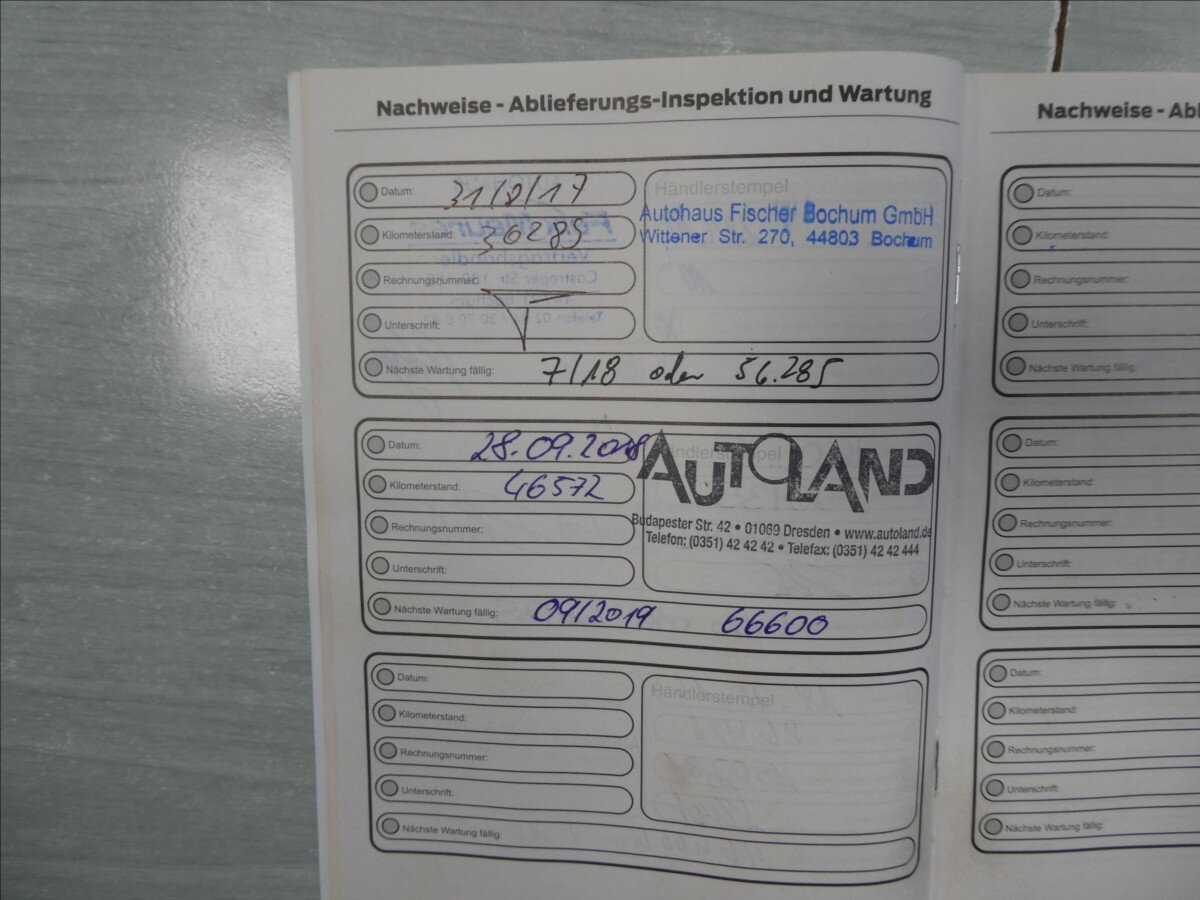 Nachweise - Ablieferungs-Inspektion und Wartung
Datum: 31/8/17
Kilometerstand: 36285
Rechnungsnummer:
Unterschrift:
Nächste Wartung fällig: 7/18 oder 56.285
Händlerstempel
Autohaus Fischer Bochum GmbH
Wittener Str. 270, 44803 Bochum
Datum: 28.09.2018
Kilometerstand: 46572
Rechnungsnummer:
Unterschrift:
Nächste Wartung fällig: 09/2019 66600
Händlerstempel
AUTOLAND
Budapester Str. 42 • 01069 Dresden • www.autoland.de
Telefon: (0351) 42 42 42 • Telefax: (0351) 42 42 444
Datum:
Kilometerstand:
Rechnungsnummer:
Unterschrift:
Nächste Wartung fällig:
Händlerstempel
Nachweise - Abl
Datum:
Kilometerstand:
Rechnungsnummer:
Unterschrift:
Nächste Wartung fällig:
Datum:
Kilometerstand:
Rechnungsnummer:
Unterschrift:
Nächste Wartung fällig:
Datum:
Kilometerstand:
Rechnungsnummer:
Unterschrift:
Nächste Wartung fällig: